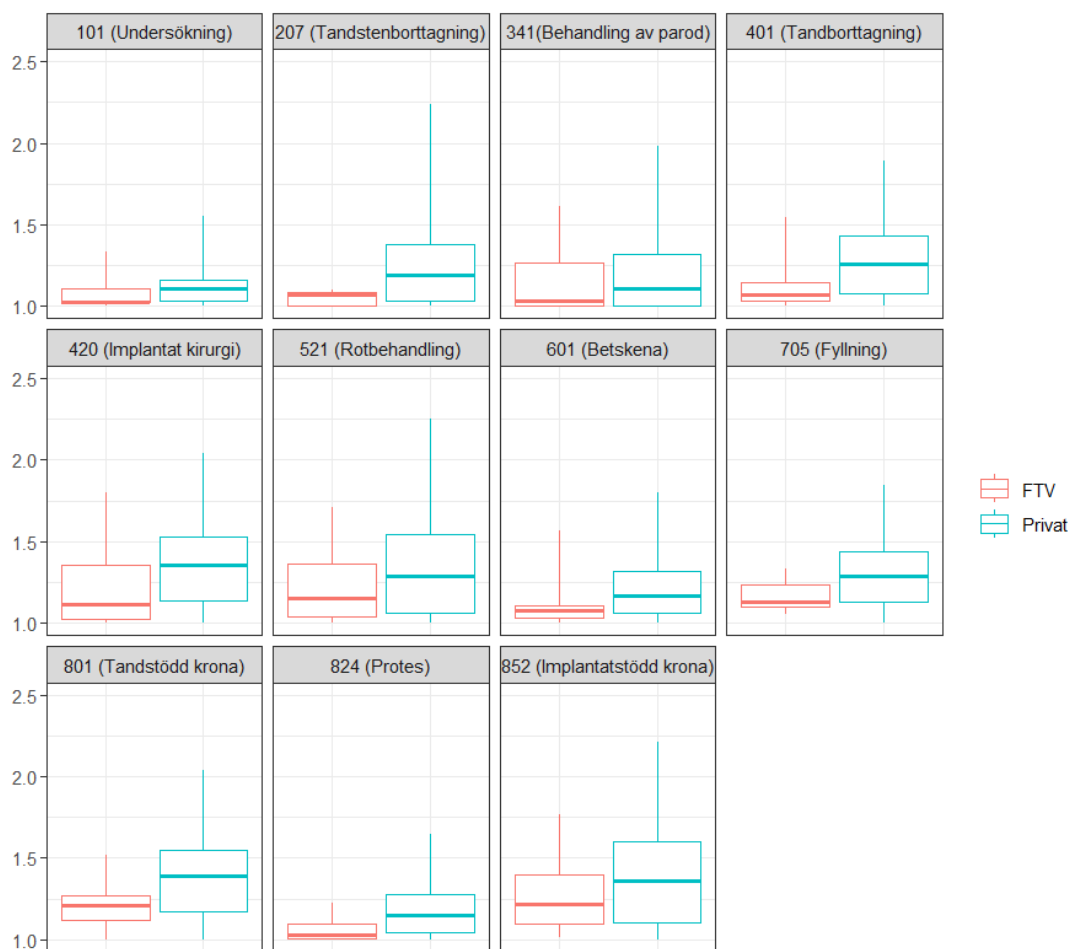 101 (Undersökning) 207 (Tandstenborttagning) 341(Behandling av parod) 401 (Tandborttagning)
2.5
2.0
1.5
1.0
420 (Implantat kirurgi) 521 (Rotbehandling) 601 (Betskena) 705 (Fyllning)
2.5
2.0
1.5
1.0
FTV
Privat
801 (Tandstödd krona) 824 (Protes) 852 (Implantatstödd krona)
2.5
2.0
1.5
1.0